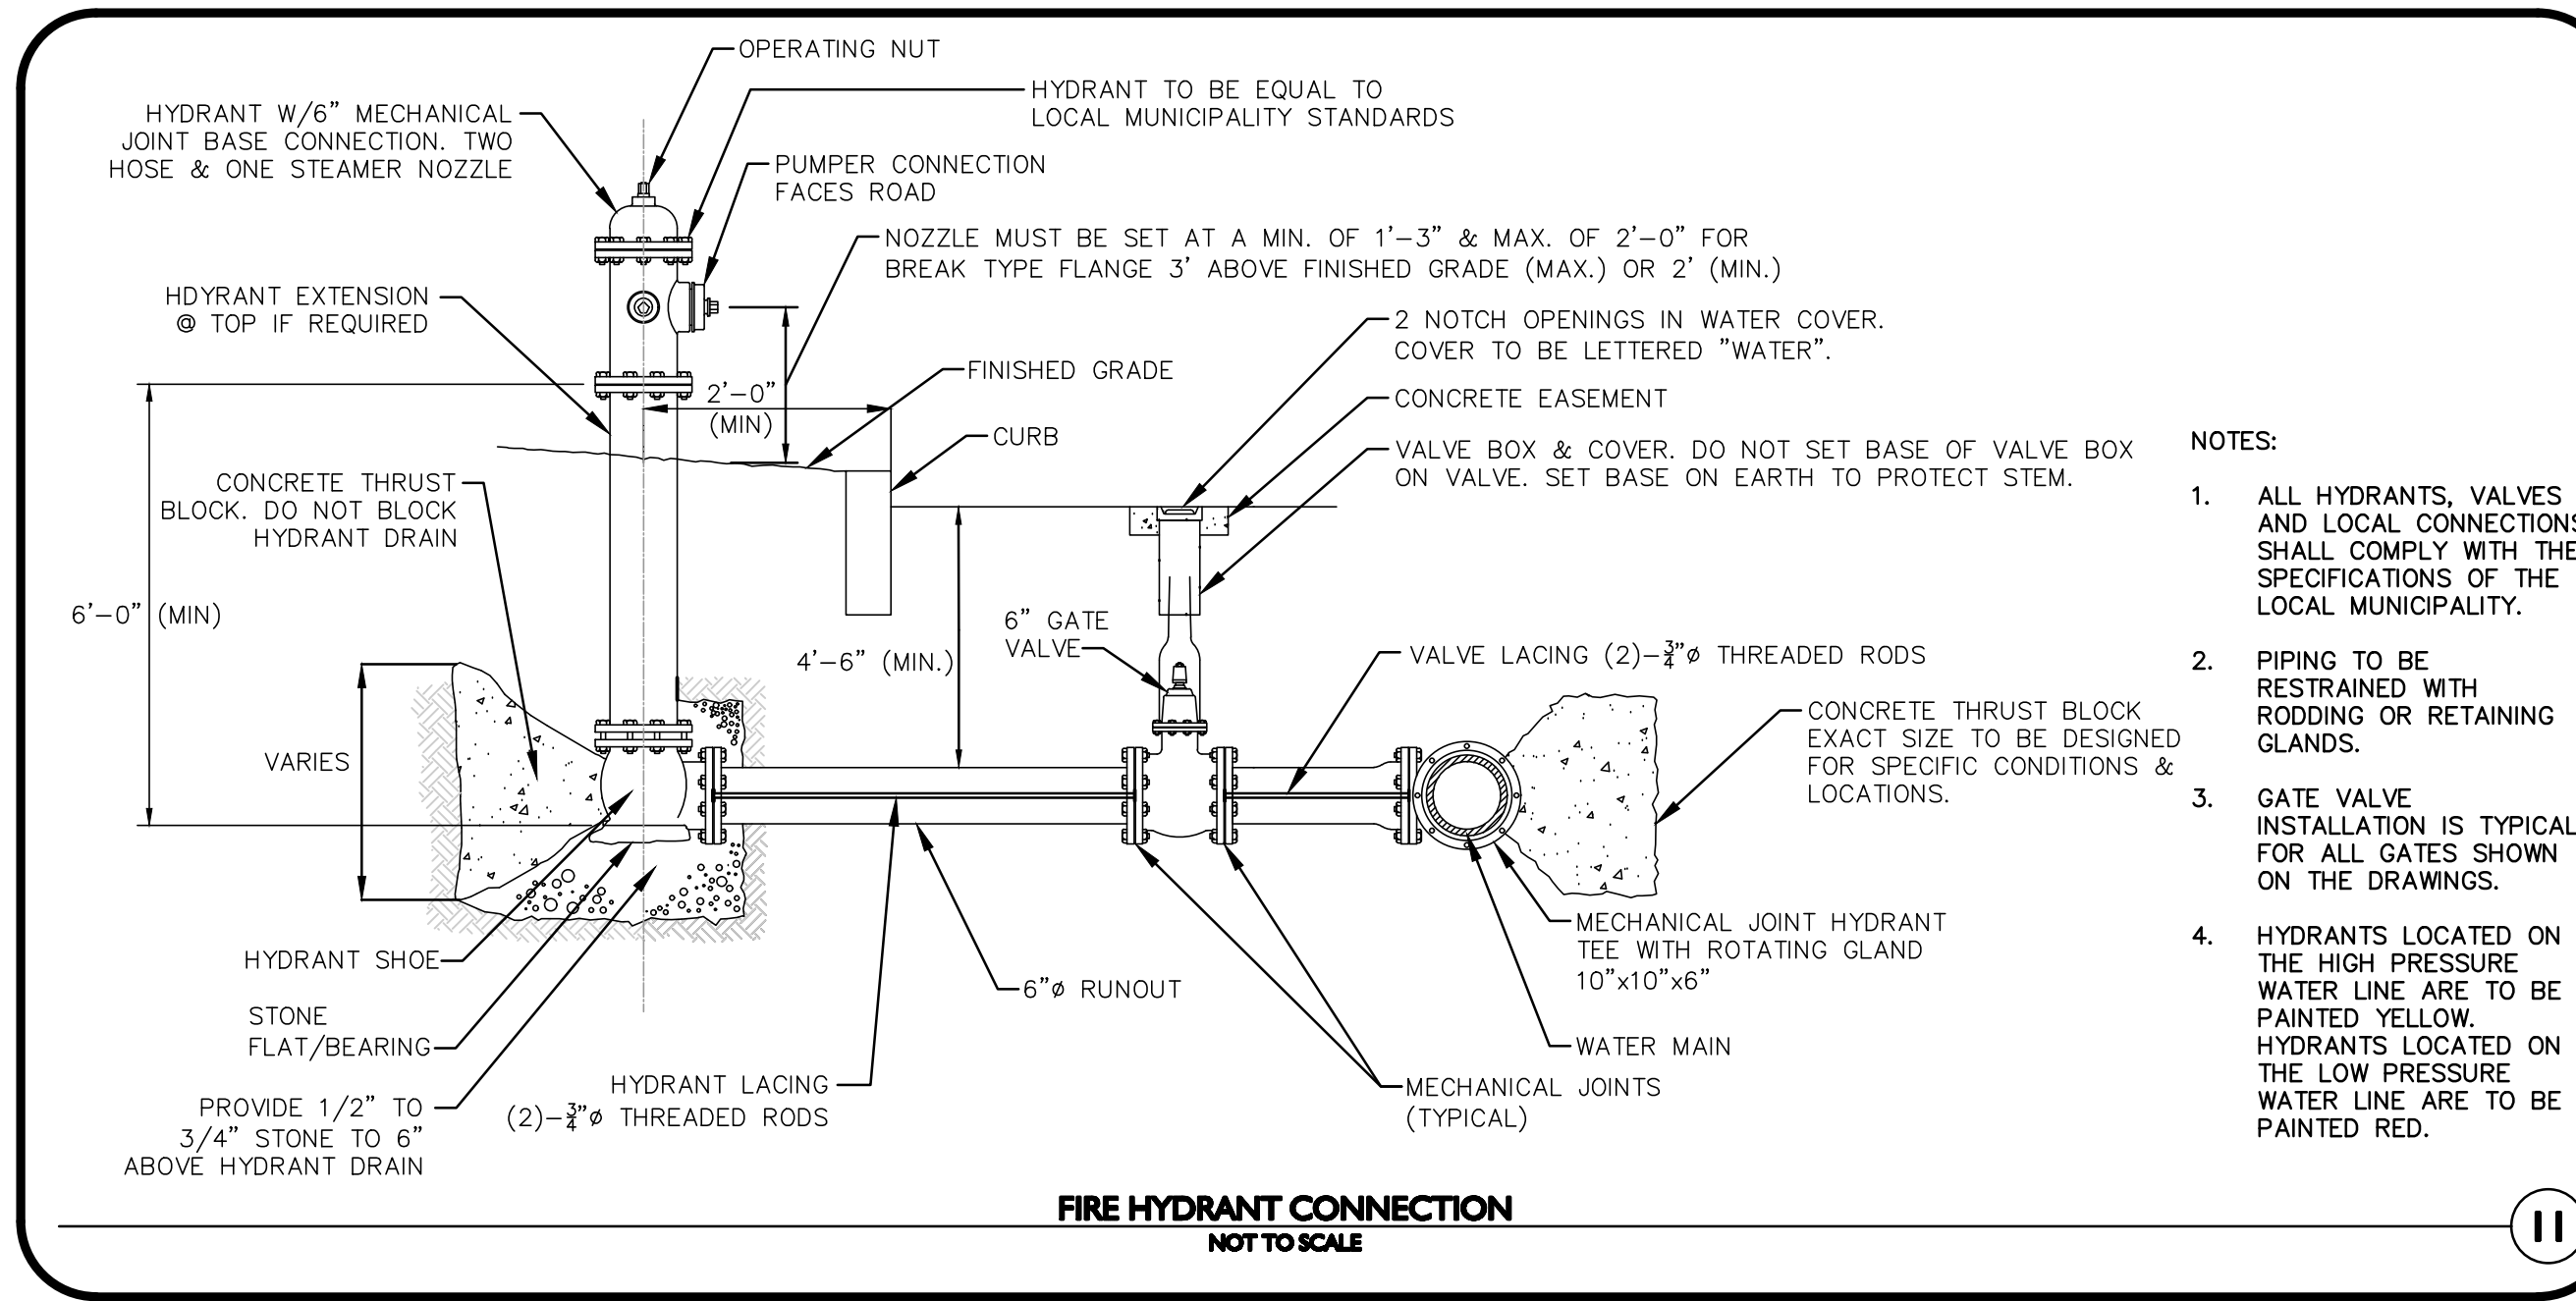 OPERATING NUT
HYDRANT W/6" MECHANICAL
JOINT BASE CONNECTION. TWO
HOSE & ONE STEAMER NOZZLE
HYDRANT TO BE EQUAL TO
LOCAL MUNICIPALITY STANDARDS
PUMPER CONNECTION
FACES ROAD
NOZZLE MUST BE SET AT A MIN. OF 1'-3" & MAX. OF 2'-0" FOR
BREAK TYPE FLANGE 3' ABOVE FINISHED GRADE (MAX.) OR 2' (MIN.)
HDYRANT EXTENSION
@ TOP IF REQUIRED
2 NOTCH OPENINGS IN WATER COVER.
COVER TO BE LETTERED "WATER".
FINISHED GRADE
2'-0"
(MIN)
CONCRETE EASEMENT
CURB
VALVE BOX & COVER. DO NOT SET BASE OF VALVE BOX
ON VALVE. SET BASE ON EARTH TO PROTECT STEM.
CONCRETE THRUST
BLOCK. DO NOT BLOCK
HYDRANT DRAIN
6'-0" (MIN)
6" GATE
VALVE
4'-6" (MIN.)
VALVE LACING (2)-¾"ø THREADED RODS
CONCRETE THRUST BLOCK
EXACT SIZE TO BE DESIGNED
FOR SPECIFIC CONDITIONS &
LOCATIONS.
VARIES
MECHANICAL JOINT HYDRANT
TEE WITH ROTATING GLAND
10"x10"x6"
HYDRANT SHOE
6"ø RUNOUT
STONE
FLAT/BEARING
WATER MAIN
HYDRANT LACING
(2)-¾"ø THREADED RODS
MECHANICAL JOINTS
(TYPICAL)
PROVIDE 1/2" TO
3/4" STONE TO 6"
ABOVE HYDRANT DRAIN
NOTES:
1. ALL HYDRANTS, VALVES
AND LOCAL CONNECTIONS
SHALL COMPLY WITH THE
SPECIFICATIONS OF THE
LOCAL MUNICIPALITY.
2. PIPING TO BE
RESTRAINED WITH
RODDING OR RETAINING
GLANDS.
3. GATE VALVE
INSTALLATION IS TYPICAL
FOR ALL GATES SHOWN
ON THE DRAWINGS.
4. HYDRANTS LOCATED ON
THE HIGH PRESSURE
WATER LINE ARE TO BE
PAINTED YELLOW.
HYDRANTS LOCATED ON
THE LOW PRESSURE
WATER LINE ARE TO BE
PAINTED RED.
FIRE HYDRANT CONNECTION
NOT TO SCALE
11